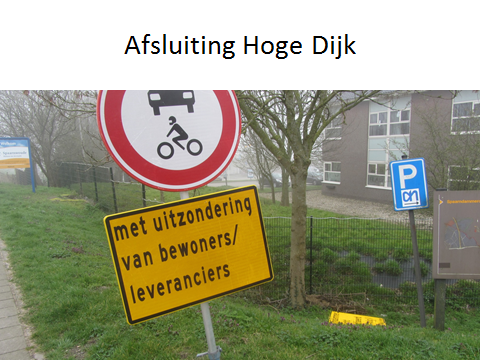 Afsluiting Hoge Dijk
met uitzondering
van bewoners/
leveranciers
P